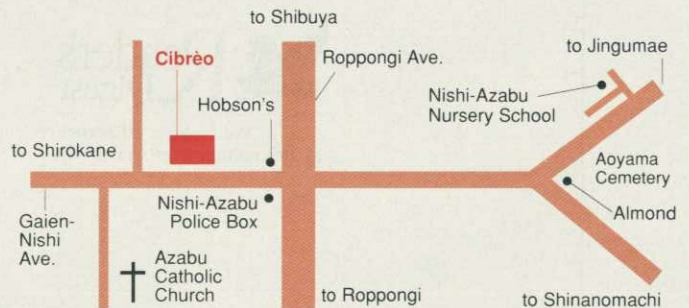 to Shibuya
Cibrèo
Roppongi Ave.
to Jingumae
Hobson's
Nishi-Azabu
Nursery School
to Shirokane
Aoyama
Cemetery
Nishi-Azabu
Police Box
Almond
Gaien-
Nishi
Ave.
Azabu
Catholic
Church
to Roppongi
to Shinanomachi